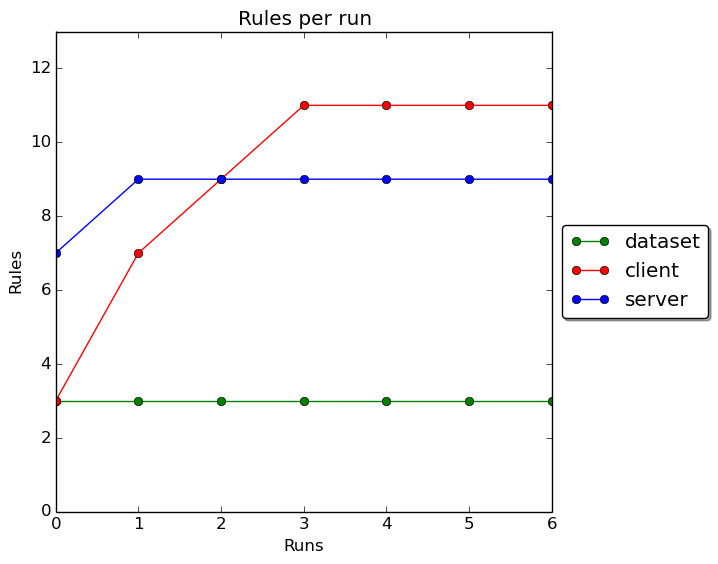 Rules per run
12
10
8
6
4
2
0
Rules
0 1 2 3 4 5 6
Runs
dataset
client
server